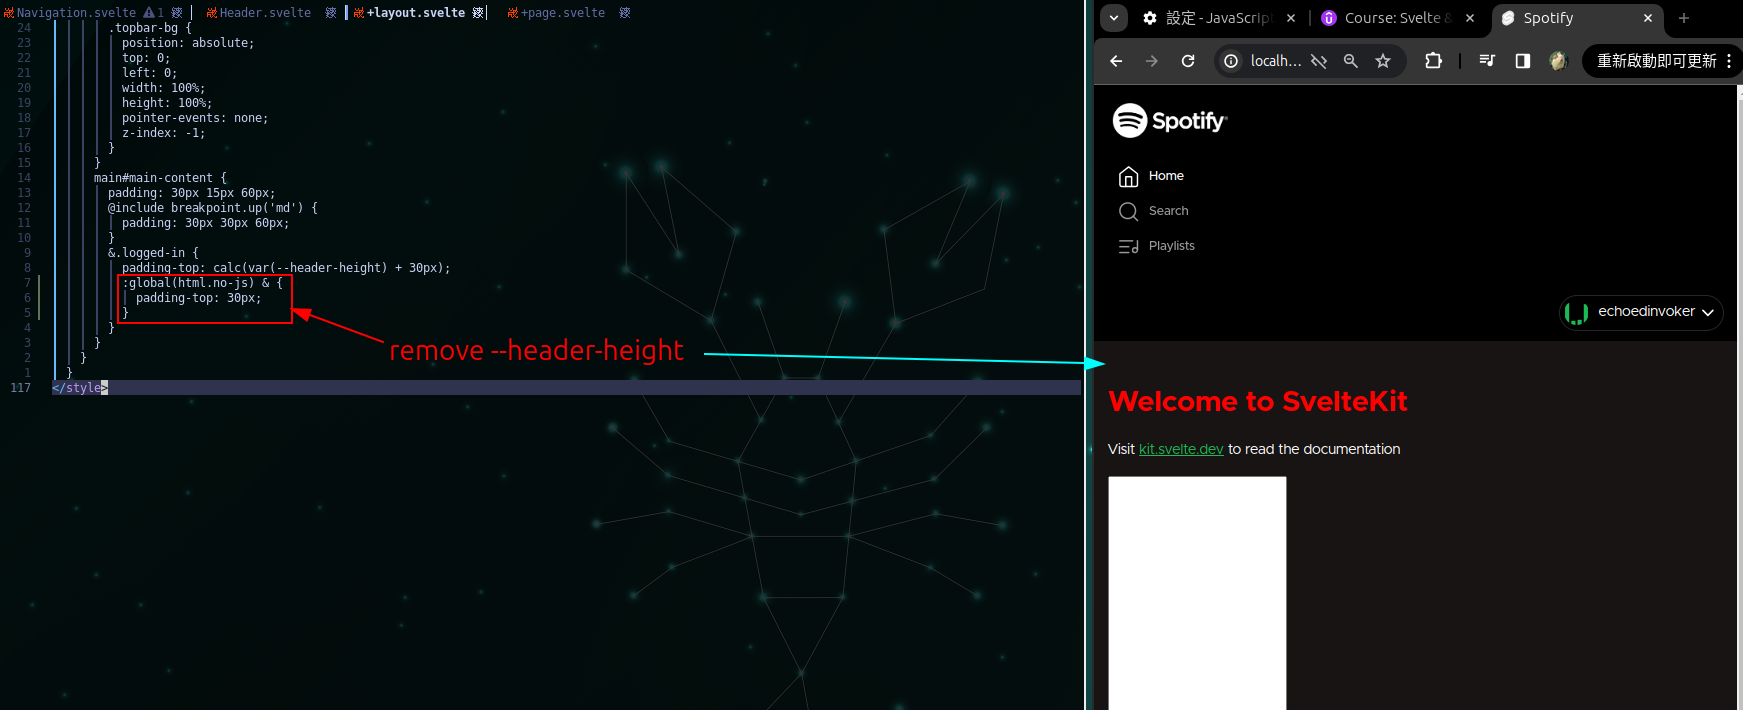 Navigation.svelte 1
Header.svelte
+layout.svelte
+page.svelte
24 .topbar-bg {
23 position: absolute;
22 top: 0;
21 left: 0;
20 width: 100%;
19 height: 100%;
18 pointer-events: none;
17 z-index: -1;
16 }
15 }
14 main#main-content {
13 padding: 30px 15px 60px;
12 @include breakpoint.up('md') {
11 padding: 30px 30px 60px;
10 }
9 &.logged-in {
8 padding-top: calc(var(--header-height) + 30px);
7 :global(html.no-js) & {
6 padding-top: 30px;
5 }
4 }
3 }
2 }
1 }
117 </style>
remove --header-height
設定 - JavaScript
Course: Svelte &
Spotify
localh...
重新啟動即可更新
Spotify
Home
Search
Playlists
echoedinvoker
Welcome to SvelteKit
Visit kit.svelte.dev to read the documentation